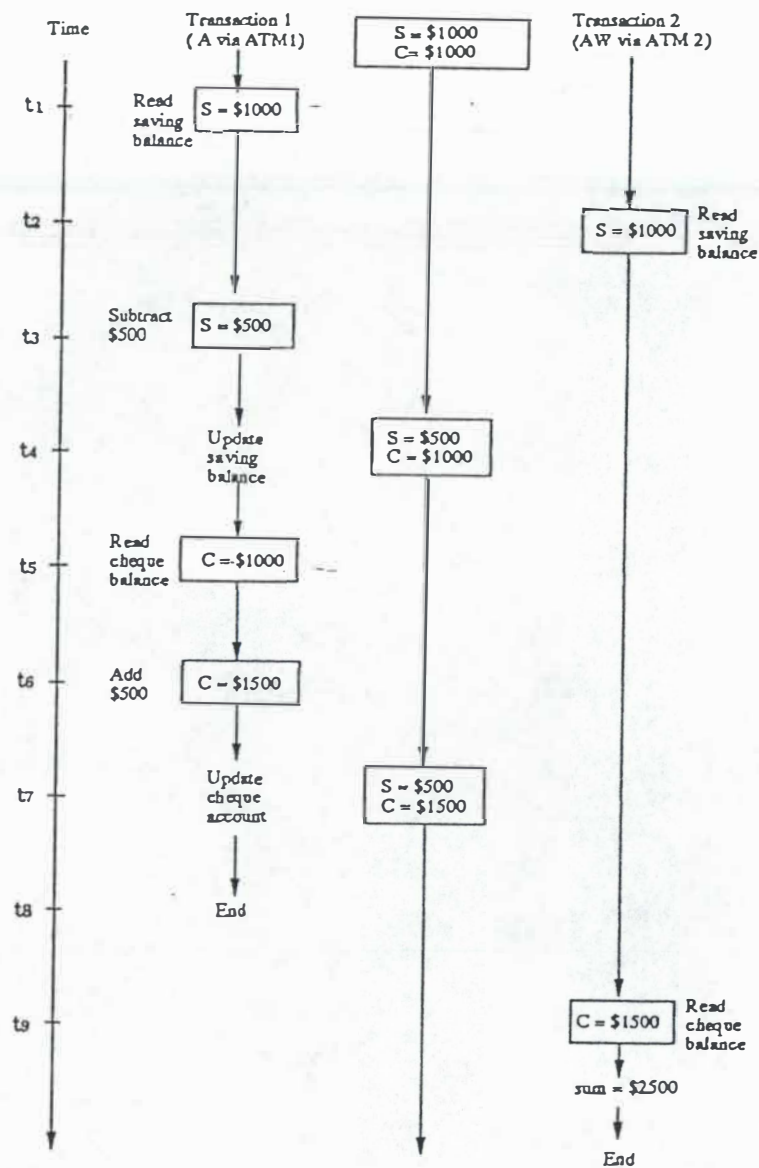 Time
Transaction 1
( A via ATM1)
S = $1000
C= $1000
Transaction 2
(AW via ATM 2)
t1
Read
saving
balance
S = $1000
t2
S = $1000
Read
saving
balance
t3
Subtract
$500
S = $500
t4
Update
saving
balance
S = $500
C = $1000
t5
Read
cheque
balance
C = $1000
t6
Add
$500
C = $1500
t7
Update
cheque
account
S = $500
C = $1500
t8
End
t9
C = $1500
Read
cheque
balance
sum = $2500
End